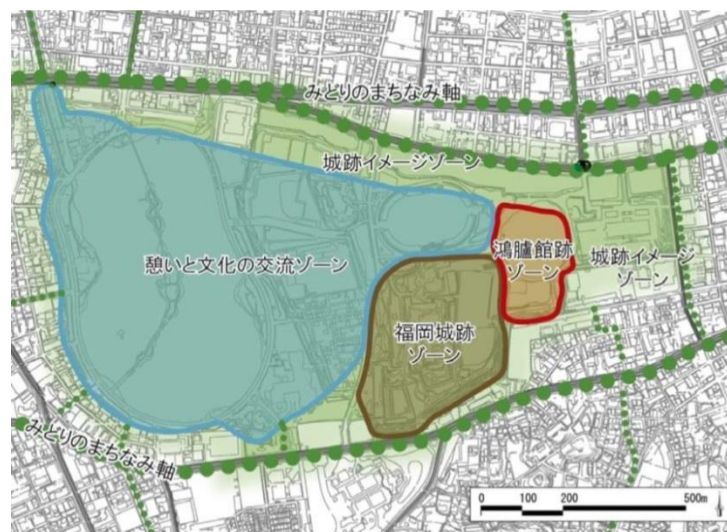 みどりのまちなみ軸
城跡イメージゾーン
鴻臚館跡
ゾーン
城跡イメージ
ゾーン
憩いと文化の交流ゾーン
福岡城跡
ゾーン
みどりのまちなみ軸
0 100 200 500m